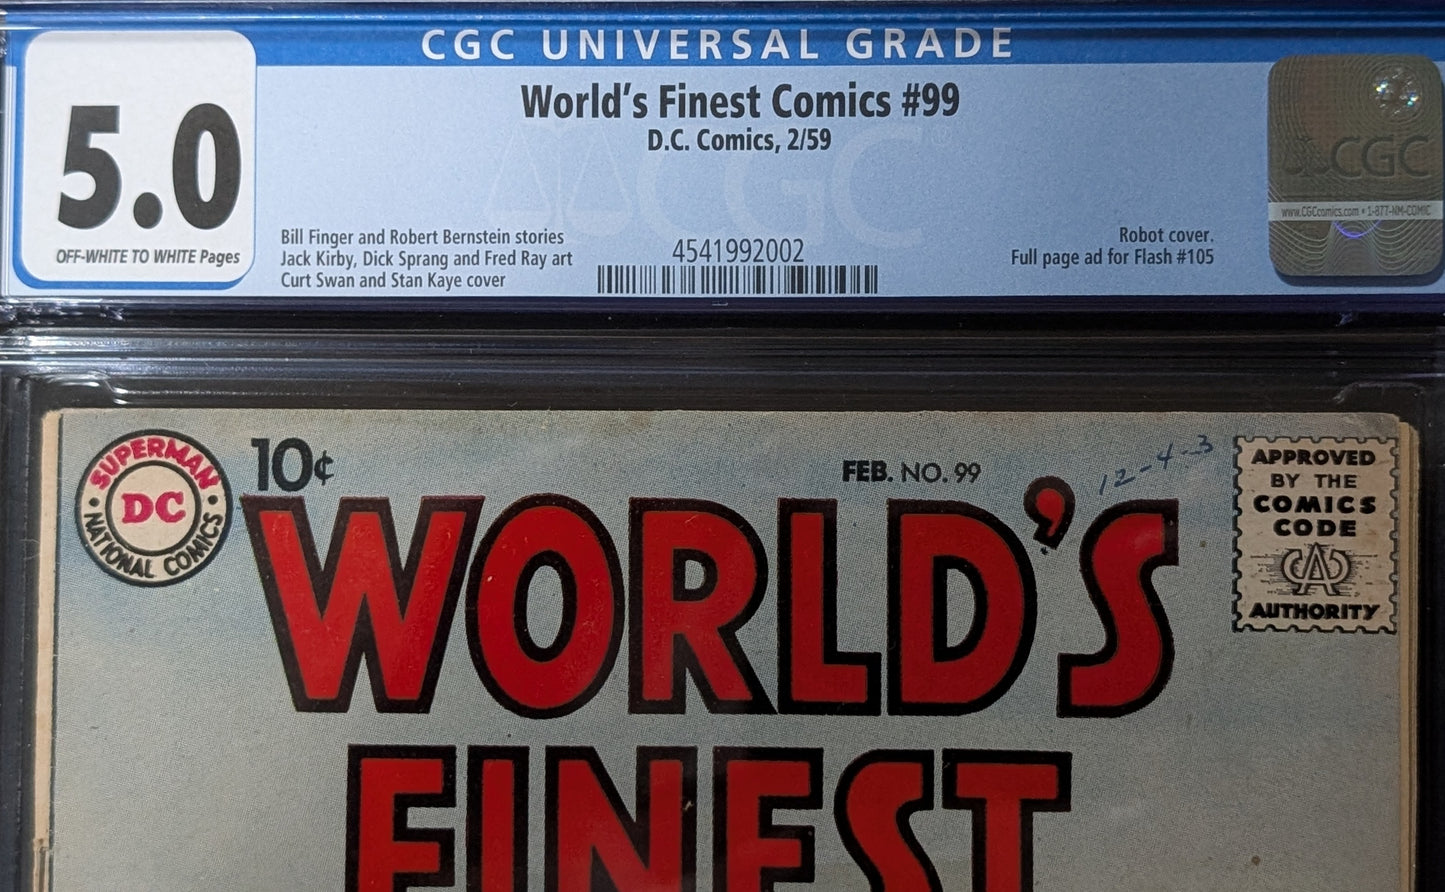 CGC UNIVERSAL GRADE
5.0
OFF-WHITE TO WHITE Pages
World's Finest Comics #99
D.C. Comics, 2/59
Bill Finger and Robert Bernstein stories
Jack Kirby, Dick Sprang and Fred Ray art
Curt Swan and Stan Kaye cover
4541992002
Robot cover.
Full page ad for Flash #105
CGC
CGC
www.CGCcomics.com • 1-877-NM-COMIC
SUPERMAN
DC
NATIONAL COMICS
10¢
FEB. NO. 99
12-4-3
APPROVED
BY THE
COMICS
CODE
CA
AUTHORITY
WORLD'S
FINEST